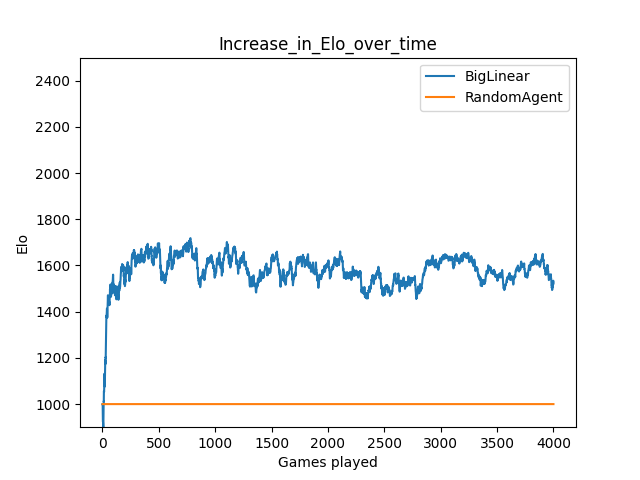 Increase_in_Elo_over_time
BigLinear
RandomAgent
2400
2200
2000
1800
1600
1400
1200
1000
Elo
0 500 1000 1500 2000 2500 3000 3500 4000
Games played